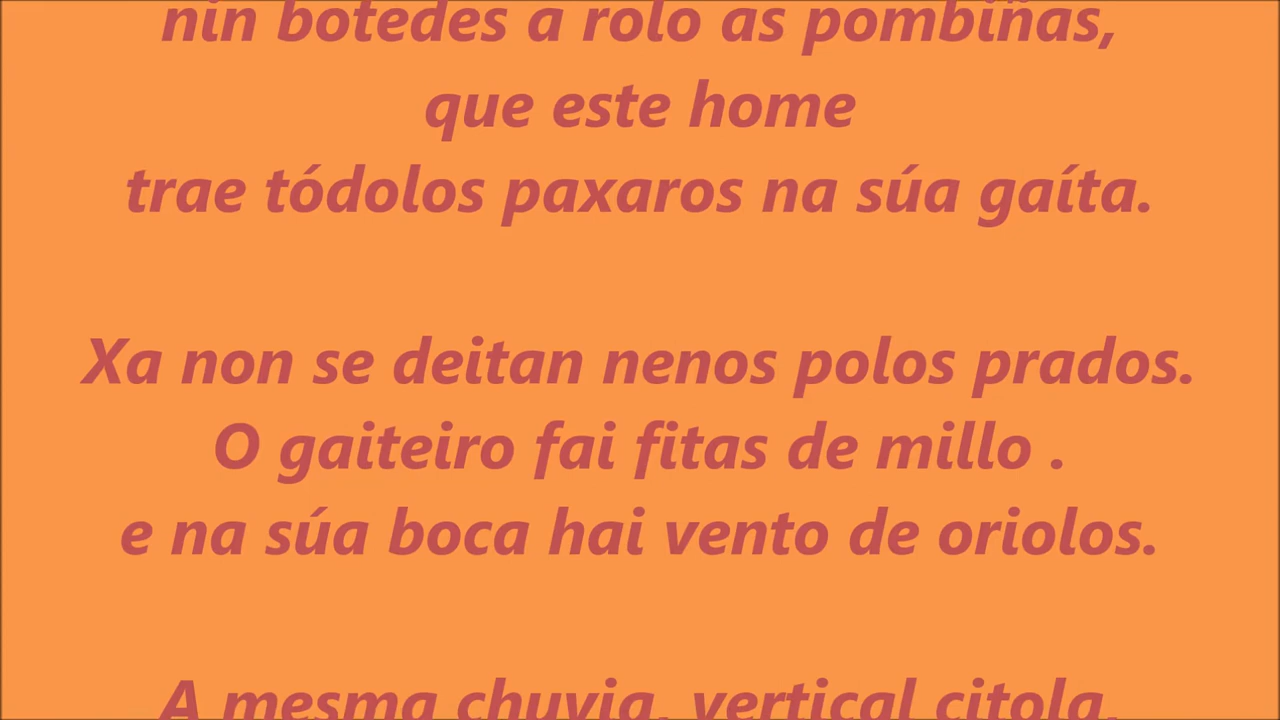 nin botedes a rolo as pombiñas,
que este home
trae tódolos paxaros na súa gaíta.
Xa non se deitan nenos polos prados.
O gaiteiro fai fitas de millo .
e na súa boca hai vento de oriolos.
A mesma chuvia, vertical citola,